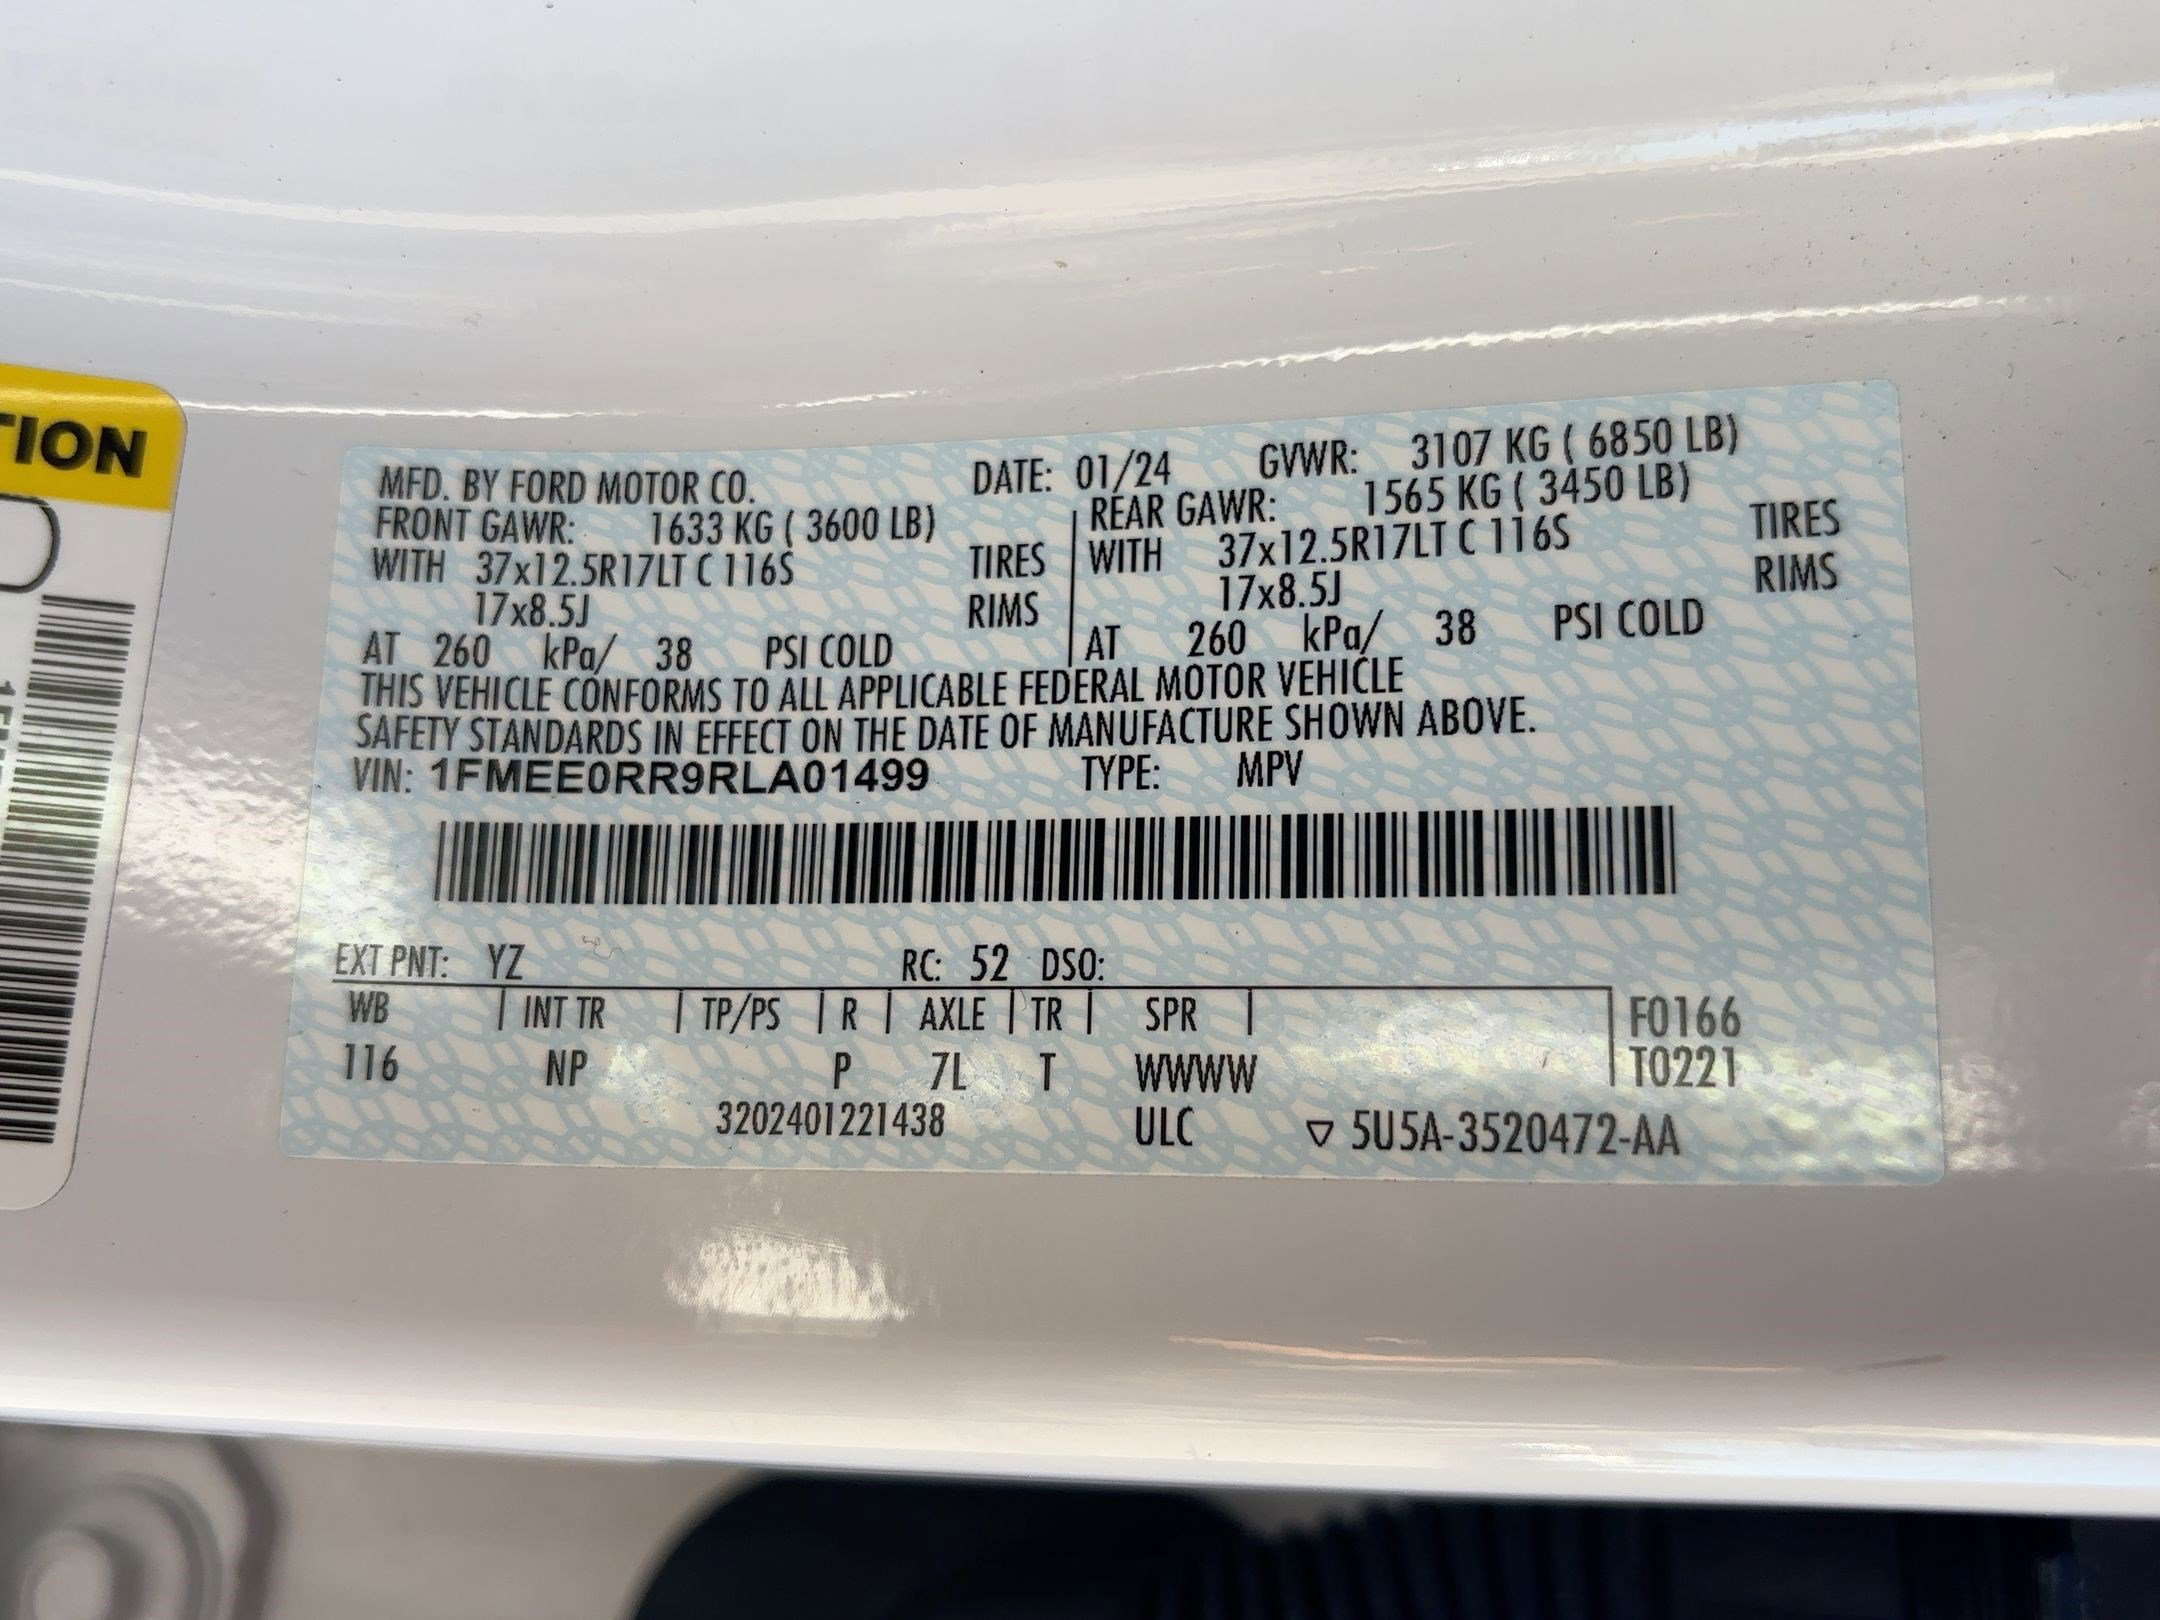 TION
MFD. BY FORD MOTOR CO. DATE: 01/24 GVWR: 3107 KG ( 6850 LB)
FRONT GAWR: 1633 KG ( 3600 LB) REAR GAWR: 1565 KG ( 3450 LB)
WITH 37x12.5R17LT C 116S TIRES WITH 37x12.5R17LT C 116S TIRES
17x8.5J RIMS 17x8.5J RIMS
AT 260 kPa/ 38 PSI COLD AT 260 kPa/ 38 PSI COLD
THIS VEHICLE CONFORMS TO ALL APPLICABLE FEDERAL MOTOR VEHICLE
SAFETY STANDARDS IN EFFECT ON THE DATE OF MANUFACTURE SHOWN ABOVE.
VIN: 1FMEE0RR9RLA01499 TYPE: MPV
EXT PNT: YZ RC: 52 DSO:
WB INT TR TP/PS R AXLE TR SPR F0166
116 NP P 7L T WWWW T0221
3202401221438 ULC ▽ 5U5A-3520472-AA